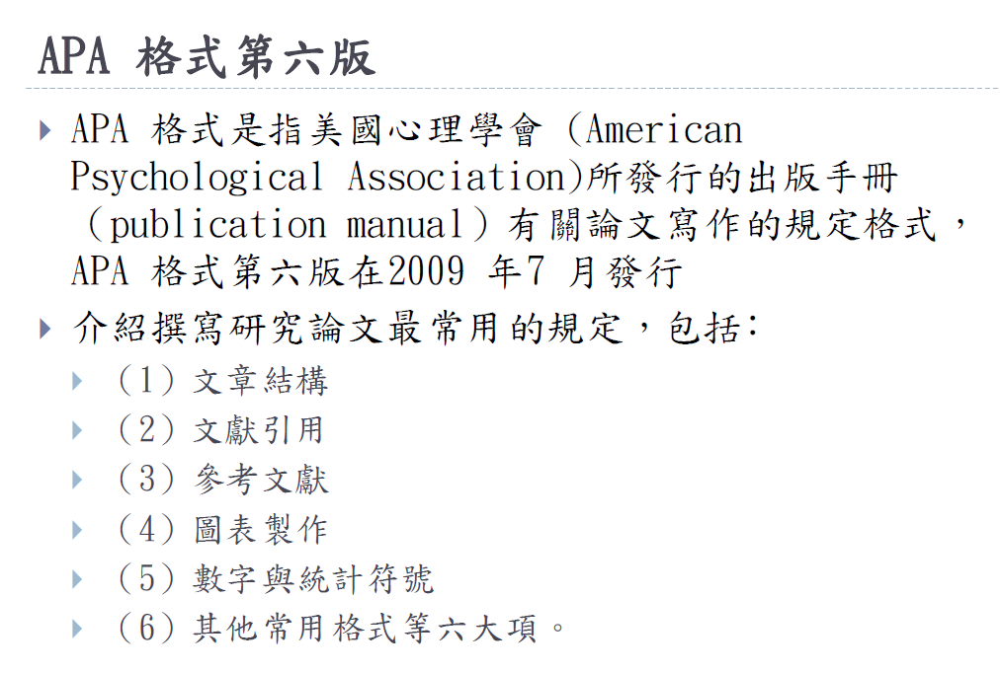 APA 格式第六版
APA 格式是指美國心理學會 (American
Psychological Association)所發行的出版手冊
（publication manual）有關論文寫作的規定格式，
APA 格式第六版在2009 年7 月發行
介紹撰寫研究論文最常用的規定，包括:
（1）文章結構
（2）文獻引用
（3）參考文獻
（4）圖表製作
（5）數字與統計符號
（6）其他常用格式等六大項。